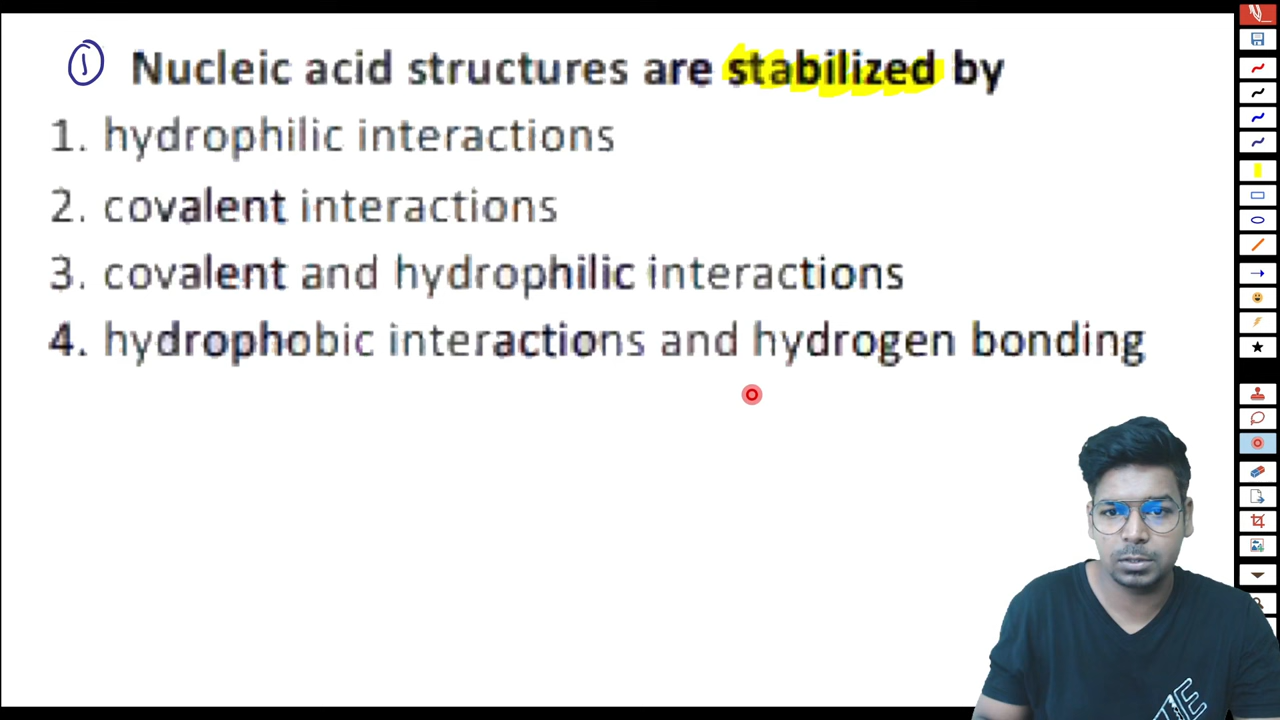 ① Nucleic acid structures are stabilized by
1. hydrophilic interactions
2. covalent interactions
3. covalent and hydrophilic interactions
4. hydrophobic interactions and hydrogen bonding